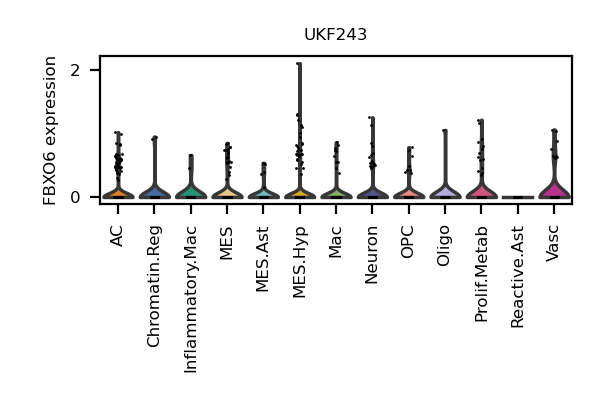 UKF243
FBXO6 expression
2
0
AC
Chromatin.Reg
Inflammatory.Mac
MES
MES.Ast
MES.Hyp
Mac
Neuron
OPC
Oligo
Prolif.Metab
Reactive.Ast
Vasc